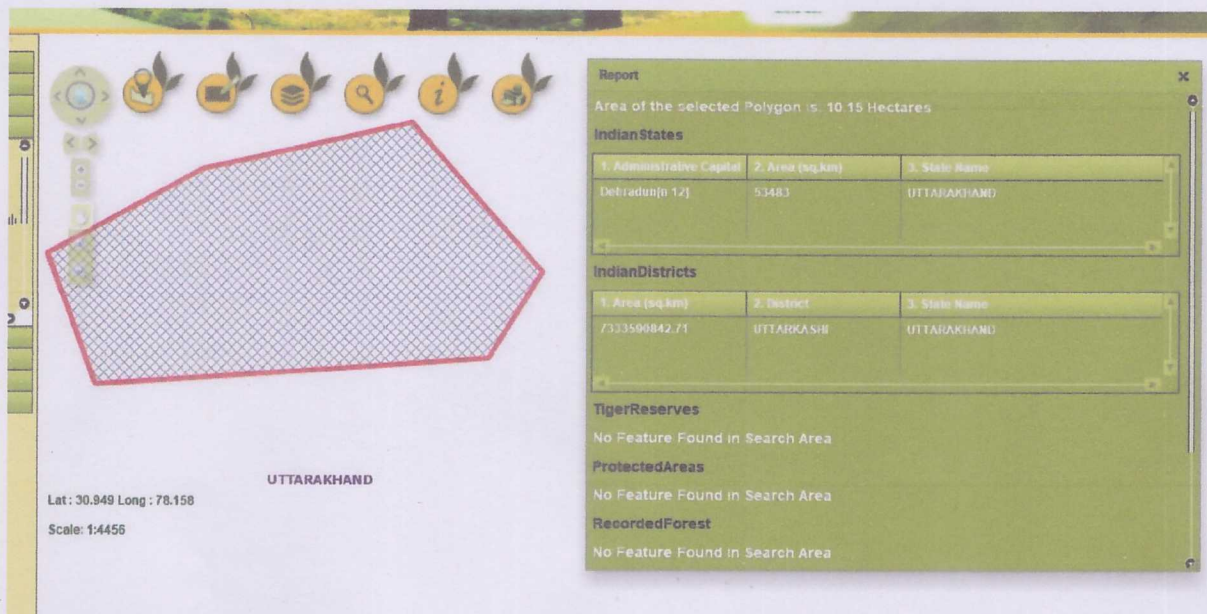 UTTARAKHAND
Lat : 30.949 Long : 78.158
Scale: 1:4456
Report
Area of the selected Polygon is: 10.15 Hectares
IndianStates
1. Administrative Capital 2. Area (sq.km) 3. State Name
Dehradun[n 12] 53483 UTTARAKHAND
IndianDistricts
1. Area (sq.km) 2. District 3. State Name
7333590842.71 UTTARKASHI UTTARAKHAND
TigerReserves
No Feature Found in Search Area
ProtectedAreas
No Feature Found in Search Area
RecordedForest
No Feature Found in Search Area